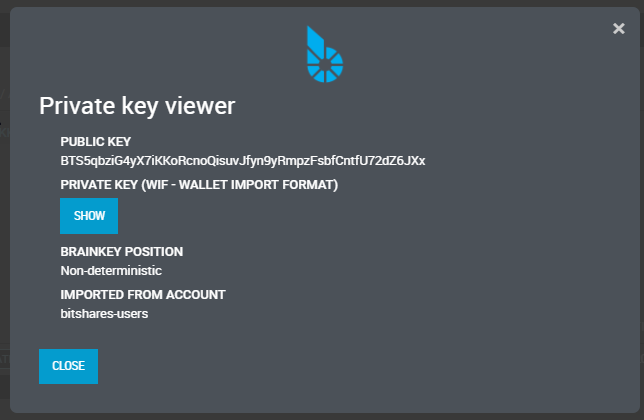 Private key viewer
PUBLIC KEY
BTS5qbziG4yX7iKKoRcnoQisuvJfyn9yRmpzFsbfCntfU72dZ6JXx
PRIVATE KEY (WIF - WALLET IMPORT FORMAT)
SHOW
BRAINKEY POSITION
Non-deterministic
IMPORTED FROM ACCOUNT
bitshares-users
CLOSE